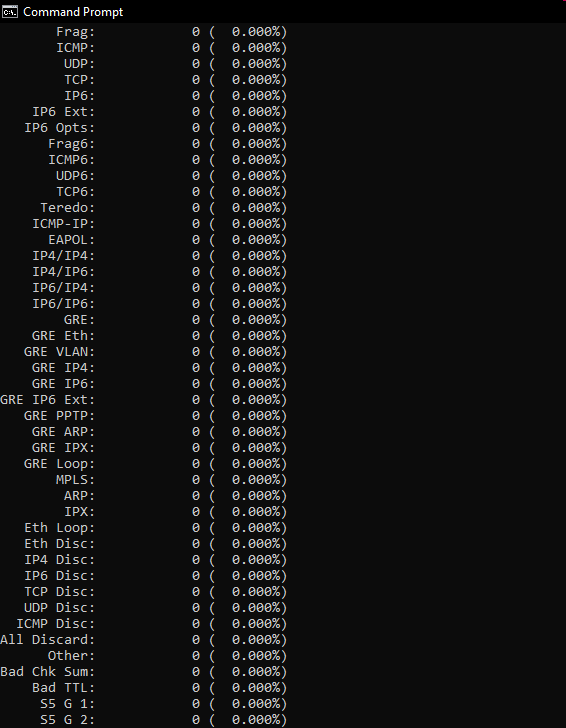 Command Prompt
Frag: 0 ( 0.000%)
ICMP: 0 ( 0.000%)
UDP: 0 ( 0.000%)
TCP: 0 ( 0.000%)
IP6: 0 ( 0.000%)
IP6 Ext: 0 ( 0.000%)
IP6 Opts: 0 ( 0.000%)
Frag6: 0 ( 0.000%)
ICMP6: 0 ( 0.000%)
UDP6: 0 ( 0.000%)
TCP6: 0 ( 0.000%)
Teredo: 0 ( 0.000%)
ICMP-IP: 0 ( 0.000%)
EAPOL: 0 ( 0.000%)
IP4/IP4: 0 ( 0.000%)
IP4/IP6: 0 ( 0.000%)
IP6/IP4: 0 ( 0.000%)
IP6/IP6: 0 ( 0.000%)
GRE: 0 ( 0.000%)
GRE Eth: 0 ( 0.000%)
GRE VLAN: 0 ( 0.000%)
GRE IP4: 0 ( 0.000%)
GRE IP6: 0 ( 0.000%)
GRE IP6 Ext: 0 ( 0.000%)
GRE PPTP: 0 ( 0.000%)
GRE ARP: 0 ( 0.000%)
GRE IPX: 0 ( 0.000%)
GRE Loop: 0 ( 0.000%)
MPLS: 0 ( 0.000%)
ARP: 0 ( 0.000%)
IPX: 0 ( 0.000%)
Eth Loop: 0 ( 0.000%)
Eth Disc: 0 ( 0.000%)
IP4 Disc: 0 ( 0.000%)
IP6 Disc: 0 ( 0.000%)
TCP Disc: 0 ( 0.000%)
UDP Disc: 0 ( 0.000%)
ICMP Disc: 0 ( 0.000%)
All Discard: 0 ( 0.000%)
Other: 0 ( 0.000%)
Bad Chk Sum: 0 ( 0.000%)
Bad TTL: 0 ( 0.000%)
S5 G 1: 0 ( 0.000%)
S5 G 2: 0 ( 0.000%)